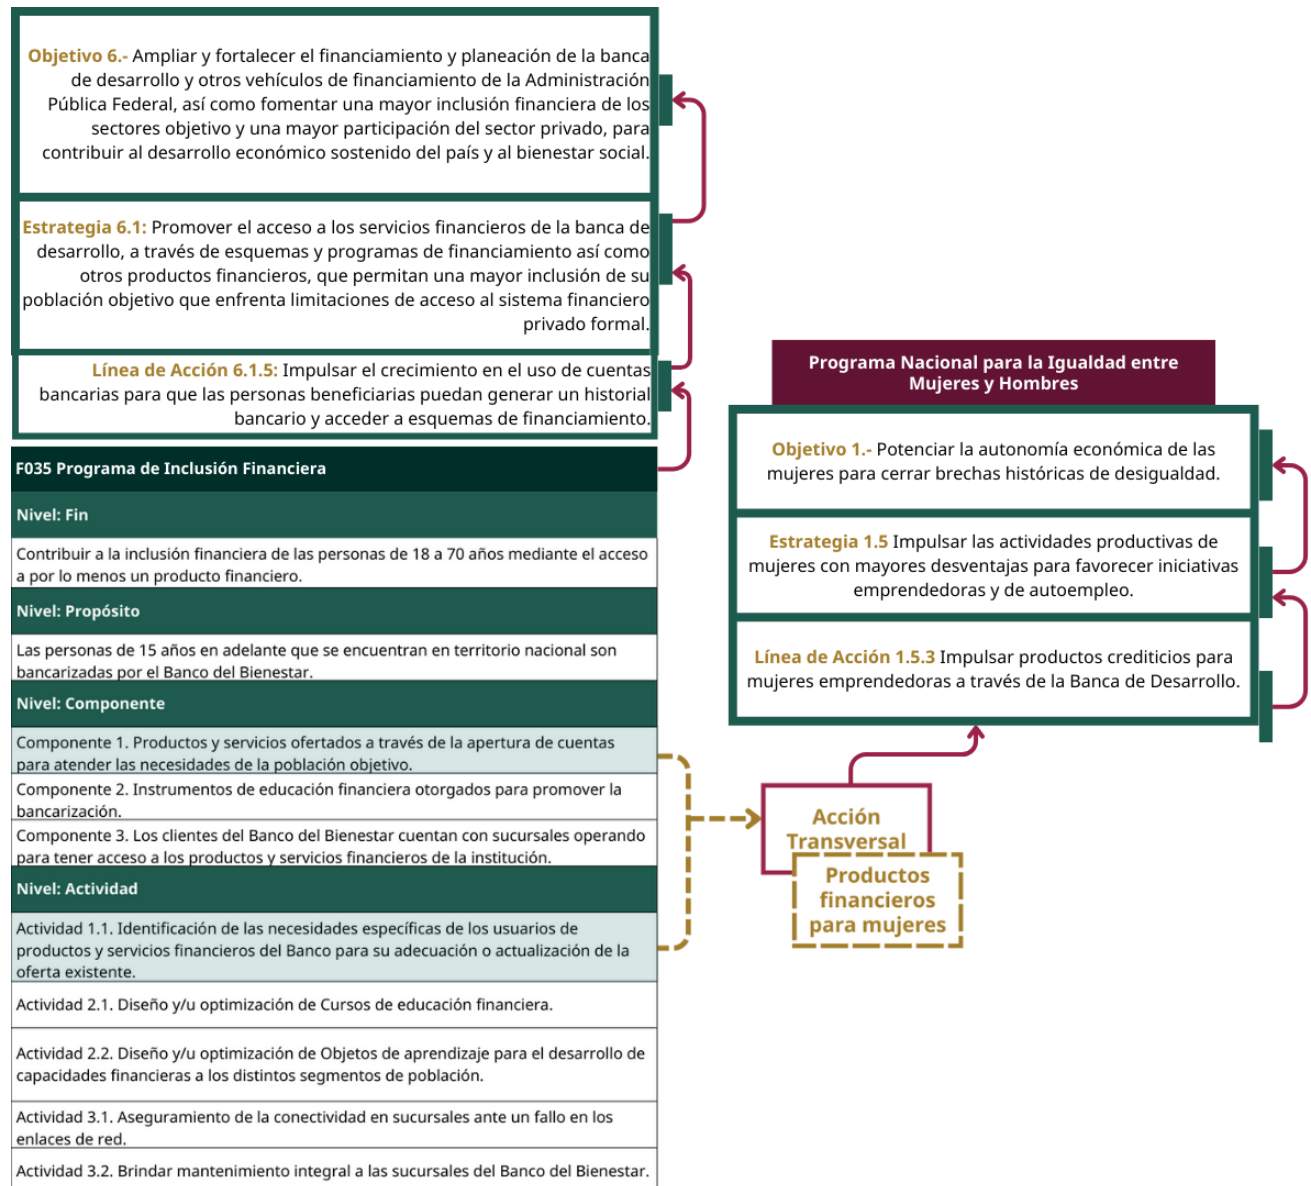 Objetivo 6.- Ampliar y fortalecer el financiamiento y planeación de la banca
de desarrollo y otros vehículos de financiamiento de la Administración
Pública Federal, así como fomentar una mayor inclusión financiera de los
sectores objetivo y una mayor participación del sector privado, para
contribuir al desarrollo económico sostenido del país y al bienestar social.
Estrategia 6.1: Promover el acceso a los servicios financieros de la banca de
desarrollo, a través de esquemas y programas de financiamiento así como
otros productos financieros, que permitan una mayor inclusión de su
población objetivo que enfrenta limitaciones de acceso al sistema financiero
privado formal.
Línea de Acción 6.1.5: Impulsar el crecimiento en el uso de cuentas
bancarias para que las personas beneficiarias puedan generar un historial
bancario y acceder a esquemas de financiamiento.
F035 Programa de Inclusión Financiera
Nivel: Fin
Contribuir a la inclusión financiera de las personas de 18 a 70 años mediante el acceso
a por lo menos un producto financiero.
Nivel: Propósito
Las personas de 15 años en adelante que se encuentran en territorio nacional son
bancarizadas por el Banco del Bienestar.
Nivel: Componente
Componente 1. Productos y servicios ofertados a través de la apertura de cuentas
para atender las necesidades de la población objetivo.
Componente 2. Instrumentos de educación financiera otorgados para promover la
bancarización.
Componente 3. Los clientes del Banco del Bienestar cuentan con sucursales operando
para tener acceso a los productos y servicios financieros de la institución.
Nivel: Actividad
Actividad 1.1. Identificación de las necesidades específicas de los usuarios de
productos y servicios financieros del Banco para su adecuación o actualización de la
oferta existente.
Actividad 2.1. Diseño y/u optimización de Cursos de educación financiera.
Actividad 2.2. Diseño y/u optimización de Objetos de aprendizaje para el desarrollo de
capacidades financieras a los distintos segmentos de población.
Actividad 3.1. Aseguramiento de la conectividad en sucursales ante un fallo en los
enlaces de red.
Actividad 3.2. Brindar mantenimiento integral a las sucursales del Banco del Bienestar.
Programa Nacional para la Igualdad entre
Mujeres y Hombres
Objetivo 1.- Potenciar la autonomía económica de las
mujeres para cerrar brechas históricas de desigualdad.
Estrategia 1.5 Impulsar las actividades productivas de
mujeres con mayores desventajas para favorecer iniciativas
emprendedoras y de autoempleo.
Línea de Acción 1.5.3 Impulsar productos crediticios para
mujeres emprendedoras a través de la Banca de Desarrollo.
Acción
Transversal
Productos
financieros
para mujeres